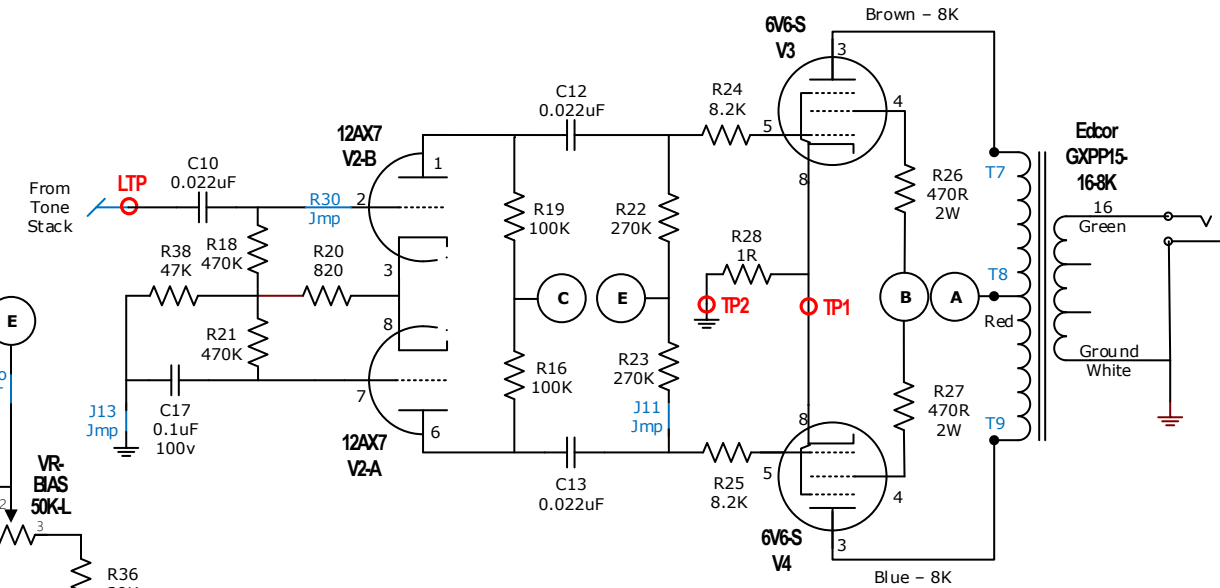 Brown – 8K
6V6-S
V3
3
4
5
8
R24
8.2K
C12
0.022uF
12AX7
V2-B
1
2
3
C10
0.022uF
LTP
From
Tone
Stack
R30
Jmp
R38
47K
R18
470K
R20
820
R19
100K
R22
270K
R28
1R
R26
470R
2W
Edcor
GXPP15-
16-8K
T7
16
Green
C
E
TP2
TP1
B
A
T8
Red
E
R21
470K
8
7
R16
100K
R23
270K
J11
Jmp
R27
470R
2W
Ground
White
T9
J13
Jmp
C17
0.1uF
100v
12AX7
V2-A
6
C13
0.022uF
R25
8.2K
8
5
4
3
6V6-S
V4
Blue – 8K
VR-
BIAS
50K-L
2
3
R36